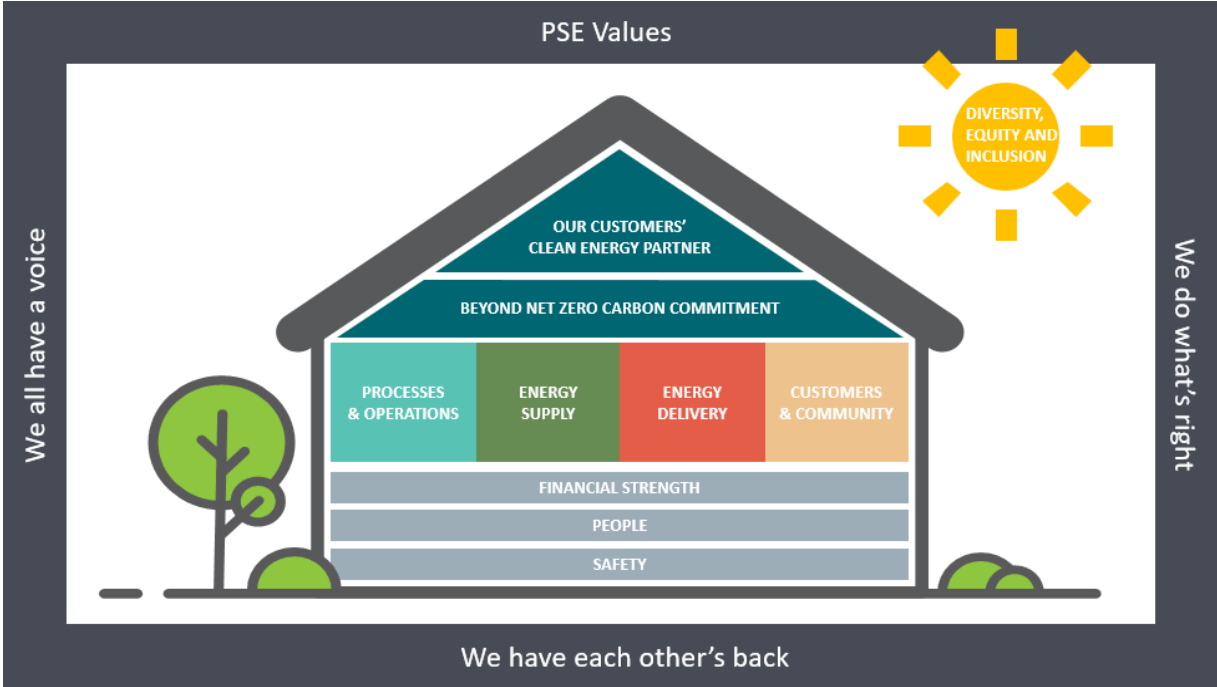 PSE Values
DIVERSITY,
EQUITY AND
INCLUSION
We all have a voice
We do what's right
OUR CUSTOMERS'
CLEAN ENERGY PARTNER
BEYOND NET ZERO CARBON COMMITMENT
PROCESSES
& OPERATIONS
ENERGY
SUPPLY
ENERGY
DELIVERY
CUSTOMERS
& COMMUNITY
FINANCIAL STRENGTH
PEOPLE
SAFETY
We have each other's back